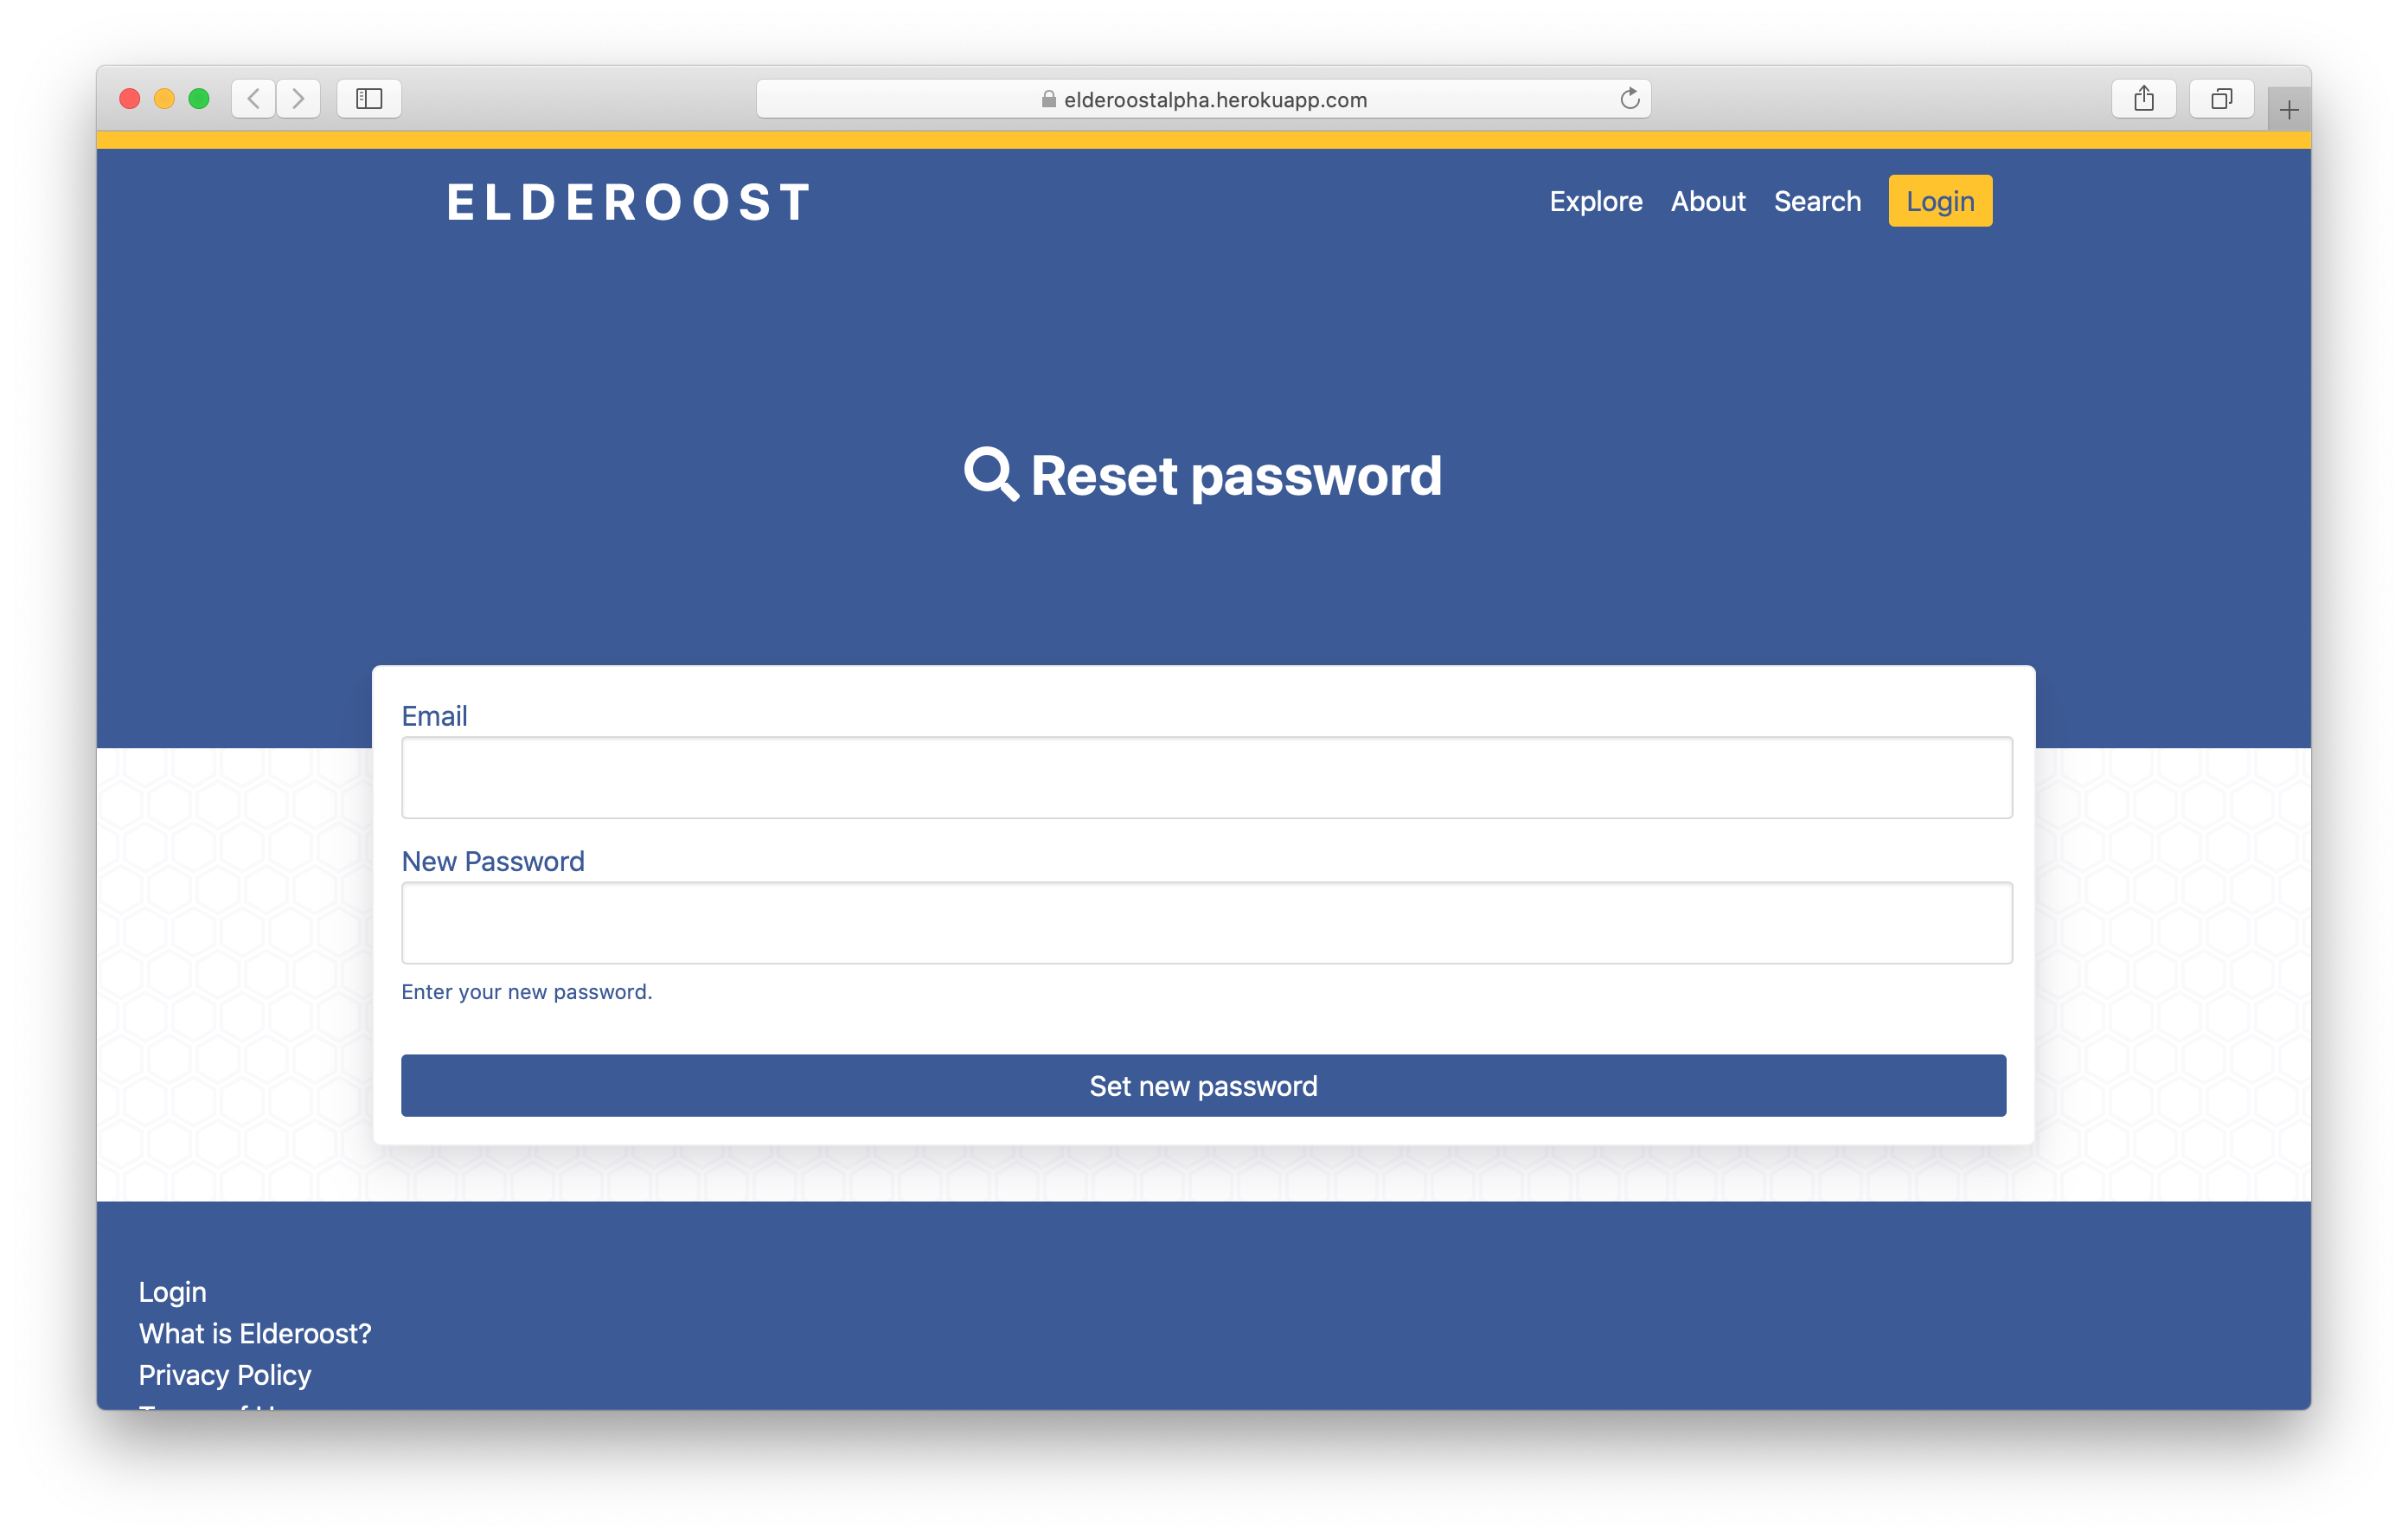 elderoostalpha.herokuapp.com
ELDEROOST
Explore About Search Login
Reset password
Email
New Password
Enter your new password.
Set new password
Login
What is Elderoost?
Privacy Policy